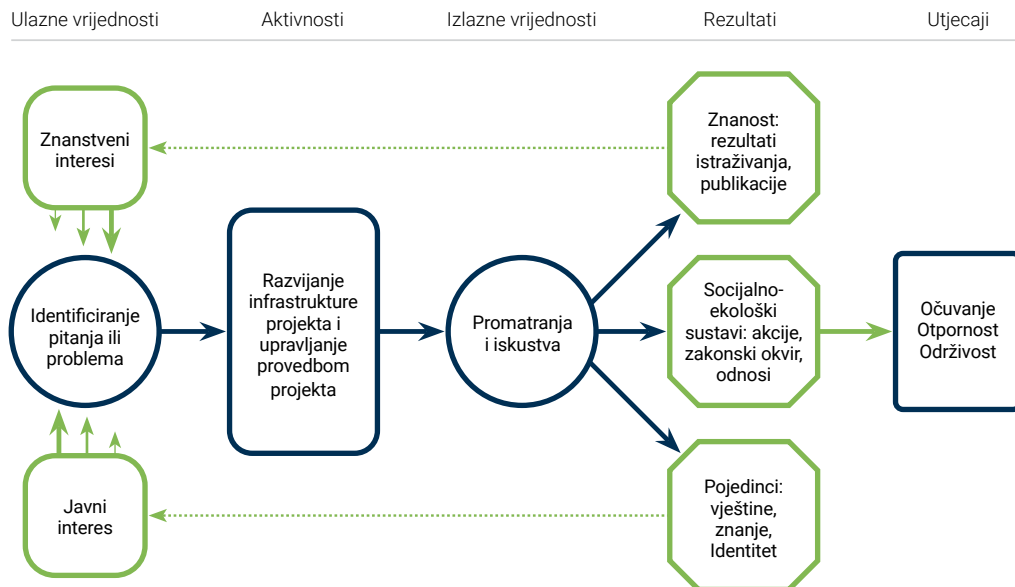 Ulazne vrijednosti
Aktivnosti
Izlazne vrijednosti
Rezultati
Utjecaji
Znanstveni
interesi
Identificiranje
pitanja ili
problema
Javni
interes
Razvijanje
infrastrukture
projekta i
upravljanje
provedbom
projekta
Promatranja
i iskustva
Znanost:
rezultati
istraživanja,
publikacije
Socijalno-
ekološki
sustavi: akcije,
zakonski okvir,
odnosi
Pojedinci:
vještine,
znanje,
Identitet
Očuvanje
Otpornost
Održivost